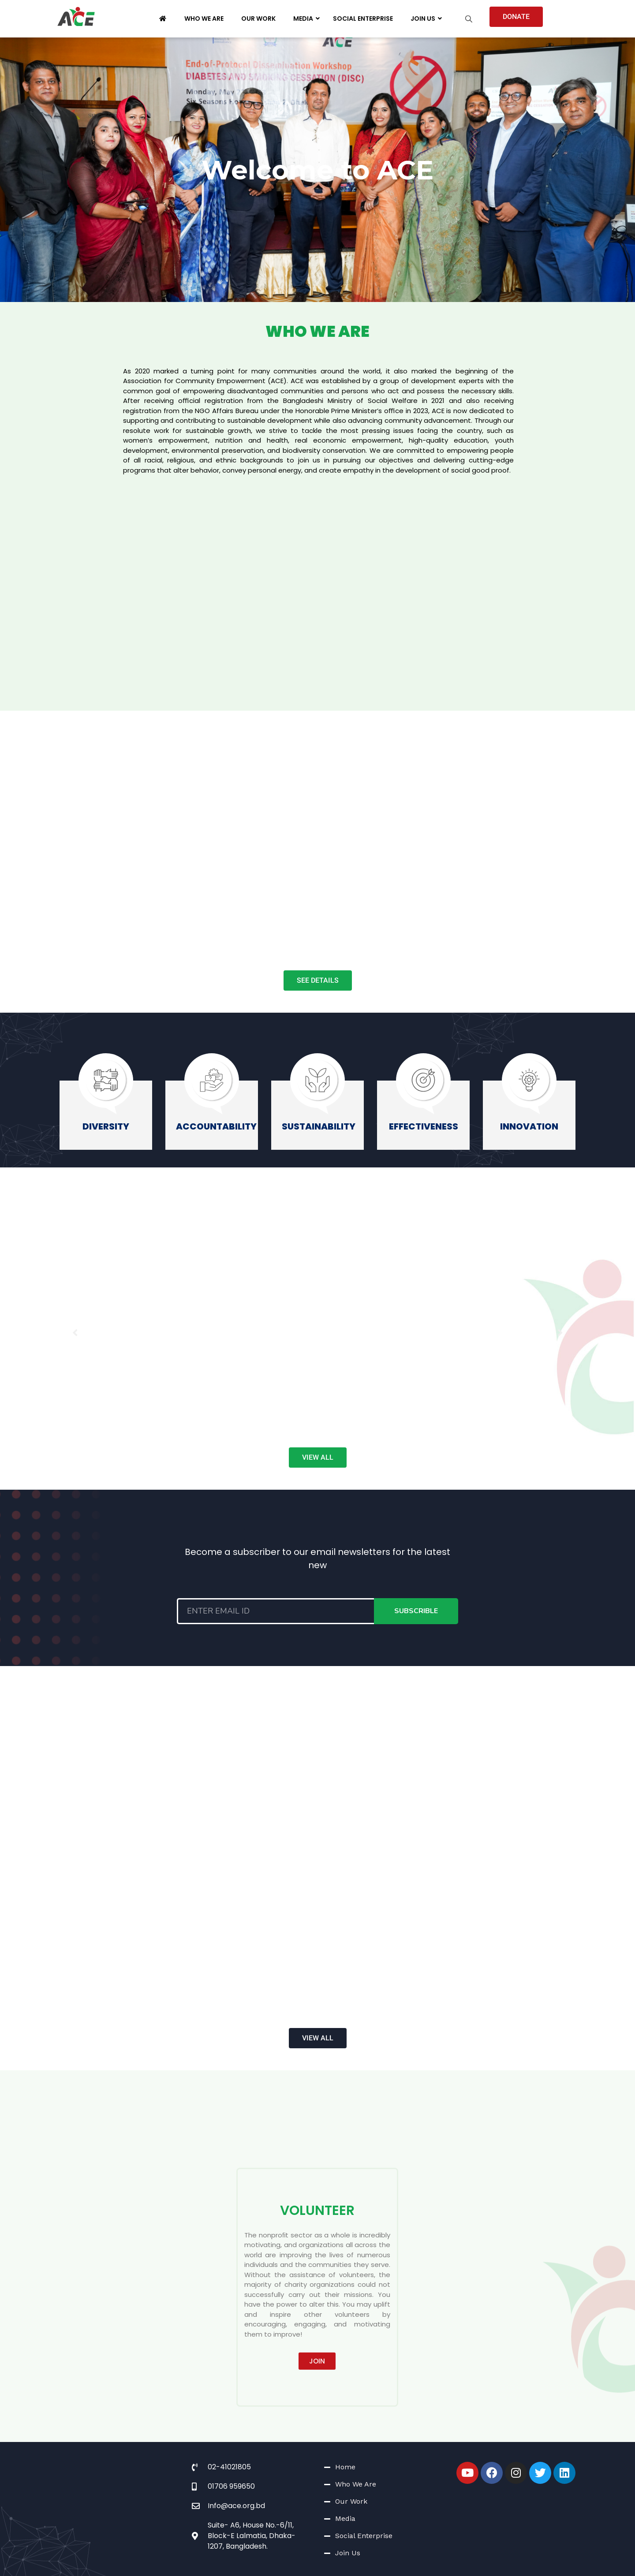 ACE
WHO WE ARE
OUR WORK
MEDIA
SOCIAL ENTERPRISE
JOIN US
DONATE
End-of-Protocol Dissemination Workshop
DIABETES AND SMOKING CESSATION (DISC)
Monday, May
Six Seasons
Welcome to ACE
WHO WE ARE
As 2020 marked a turning point for many communities around the world, it also marked the beginning of the
Association for Community Empowerment (ACE). ACE was established by a group of development experts with the
common goal of empowering disadvantaged communities and persons who act and possess the necessary skills.
After receiving official registration from the Bangladeshi Ministry of Social Welfare in 2021 and also receiving
registration from the NGO Affairs Bureau under the Honorable Prime Minister's office in 2023, ACE is now dedicated to
supporting and contributing to sustainable development while also advancing community advancement. Through our
resolute work for sustainable growth, we strive to tackle the most pressing issues facing the country, such as
women's empowerment, nutrition and health, real economic empowerment, high-quality education, youth
development, environmental preservation, and biodiversity conservation. We are committed to empowering people
of all racial, religious, and ethnic backgrounds to join us in pursuing our objectives and delivering cutting-edge
programs that alter behavior, convey personal energy, and create empathy in the development of social good proof.
SEE DETAILS
DIVERSITY
ACCOUNTABILITY
SUSTAINABILITY
EFFECTIVENESS
INNOVATION
VIEW ALL
Become a subscriber to our email newsletters for the latest
new
ENTER EMAIL ID
SUBSCRIBLE
VIEW ALL
VOLUNTEER
The nonprofit sector as a whole is incredibly
motivating, and organizations all across the
world are improving the lives of numerous
individuals and the communities they serve.
Without the assistance of volunteers, the
majority of charity organizations could not
successfully carry out their missions. You
have the power to alter this. You may uplift
and inspire other volunteers by
encouraging, engaging, and motivating
them to improve!
JOIN
02-41021805
01706 959650
Info@ace.org.bd
Suite- A6, House No.-6/11,
Block-E Lalmatia, Dhaka-
1207, Bangladesh.
Home
Who We Are
Our Work
Media
Social Enterprise
Join Us